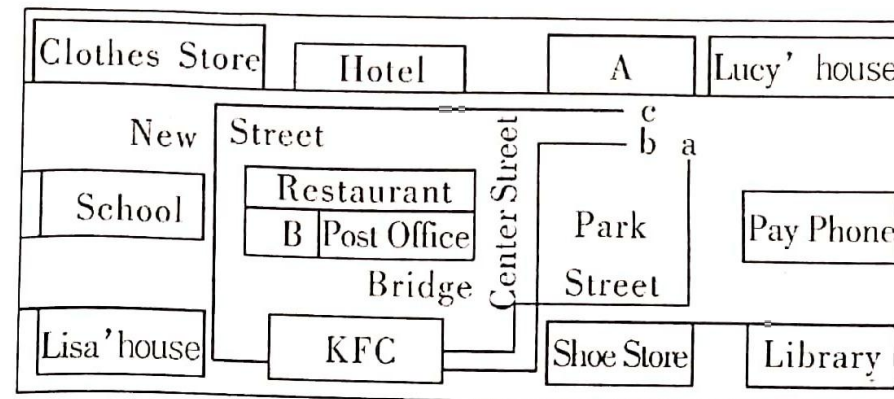 Clothes Store
Hotel
A
Lucy' house
New Street
c
b a
Center Street
Restaurant
School
B Post Office
Park
Pay Phone
Bridge Street
Lisa' house
KFC
Shoe Store
Library